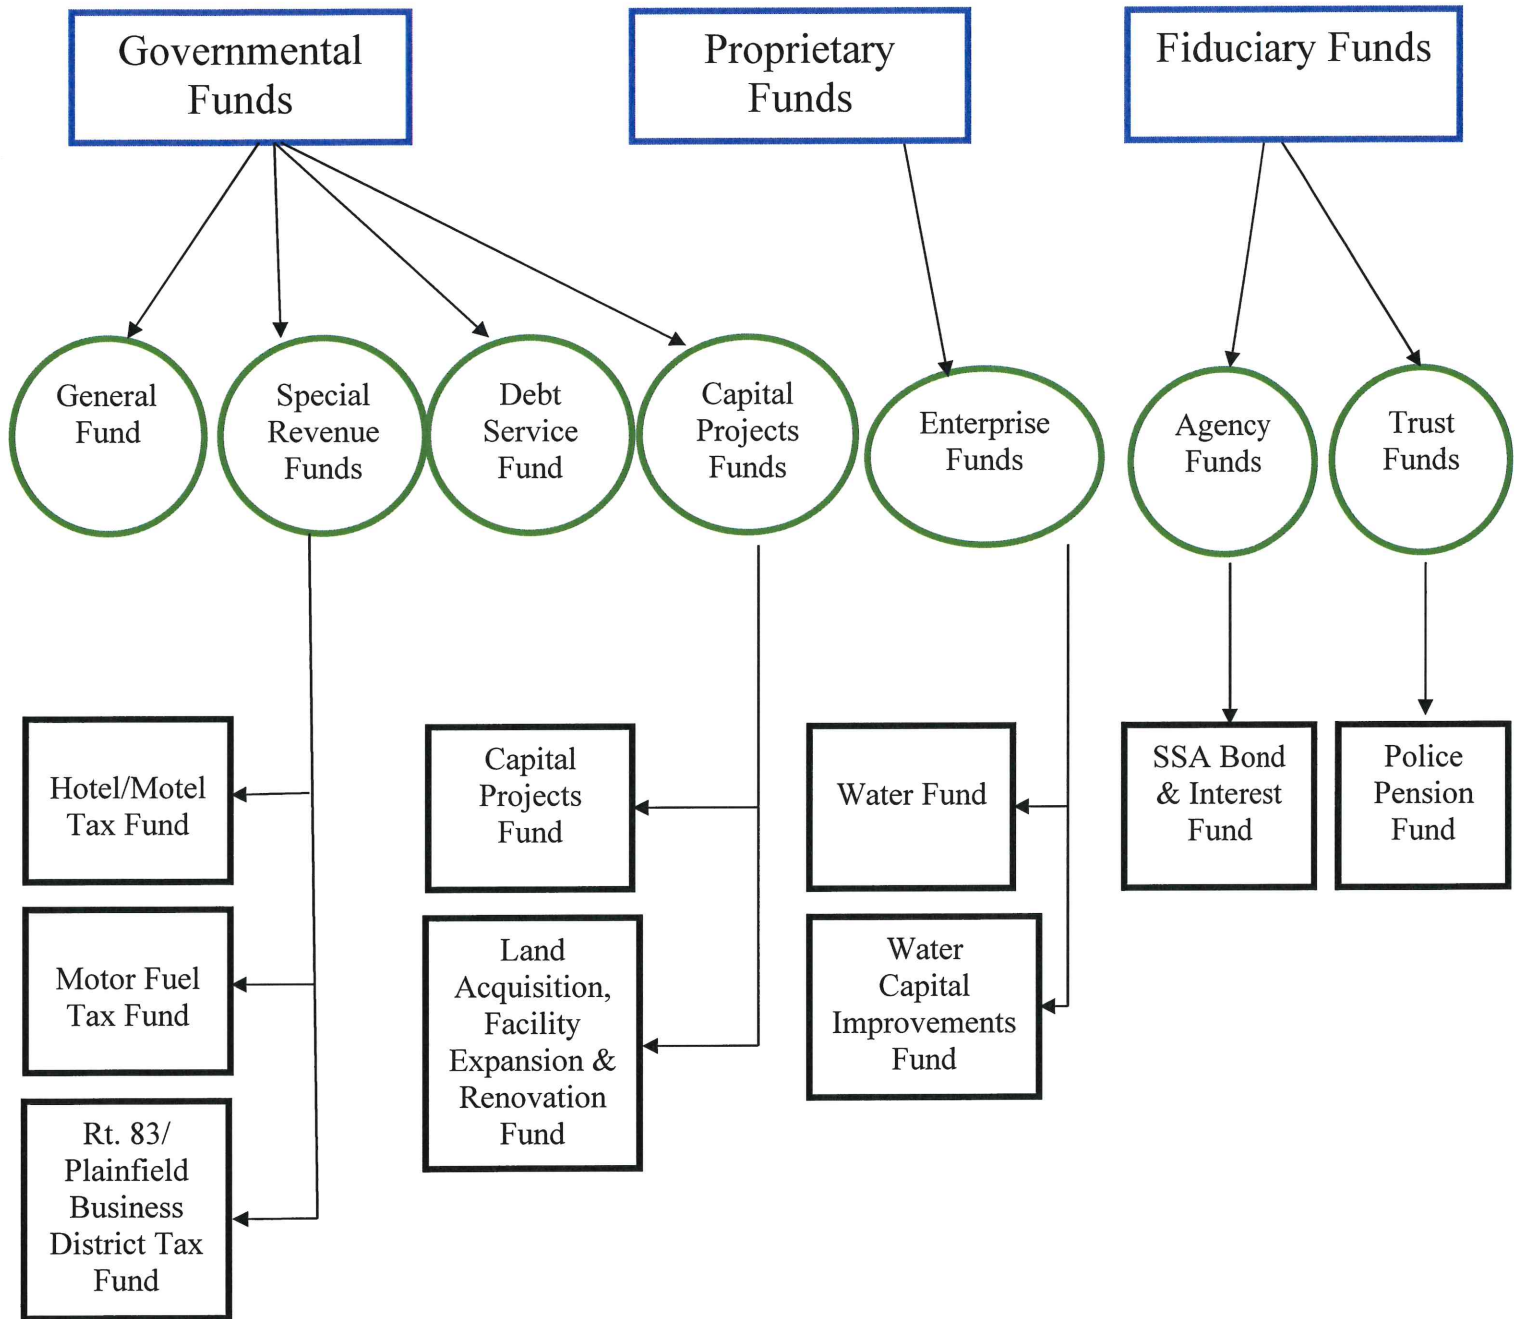 Governmental
Funds
Proprietary
Funds
Fiduciary Funds
General
Fund
Special
Revenue
Funds
Debt
Service
Fund
Capital
Projects
Funds
Enterprise
Funds
Agency
Funds
Trust
Funds
Hotel/Motel
Tax Fund
Motor Fuel
Tax Fund
Rt. 83/
Plainfield
Business
District Tax
Fund
Capital
Projects
Fund
Land
Acquisition,
Facility
Expansion &
Renovation
Fund
Water Fund
Water
Capital
Improvements
Fund
SSA Bond
& Interest
Fund
Police
Pension
Fund